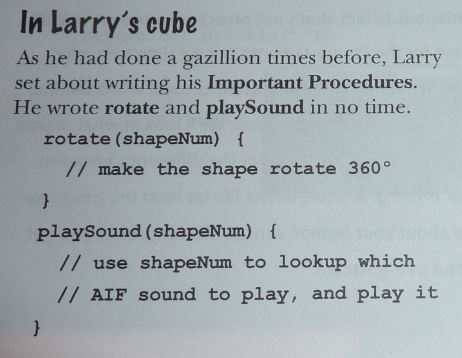 In Larry's cube
As he had done a gazillion times before, Larry
set about writing his Important Procedures.
He wrote rotate and playSound in no time.
rotate(shapeNum) {
// make the shape rotate 360°
}
playSound(shapeNum) {
// use shapeNum to lookup which
// AIF sound to play, and play it
}